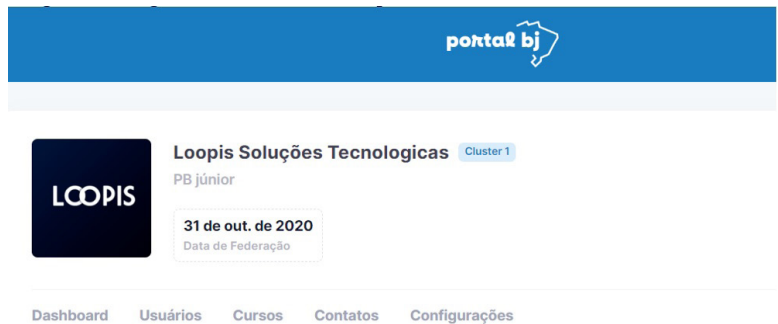 portal bj
LOOPIS
Loopis Soluções Tecnologicas Cluster 1
PB júnior
31 de out. de 2020
Data de Federação
Dashboard Usuários Cursos Contatos Configurações